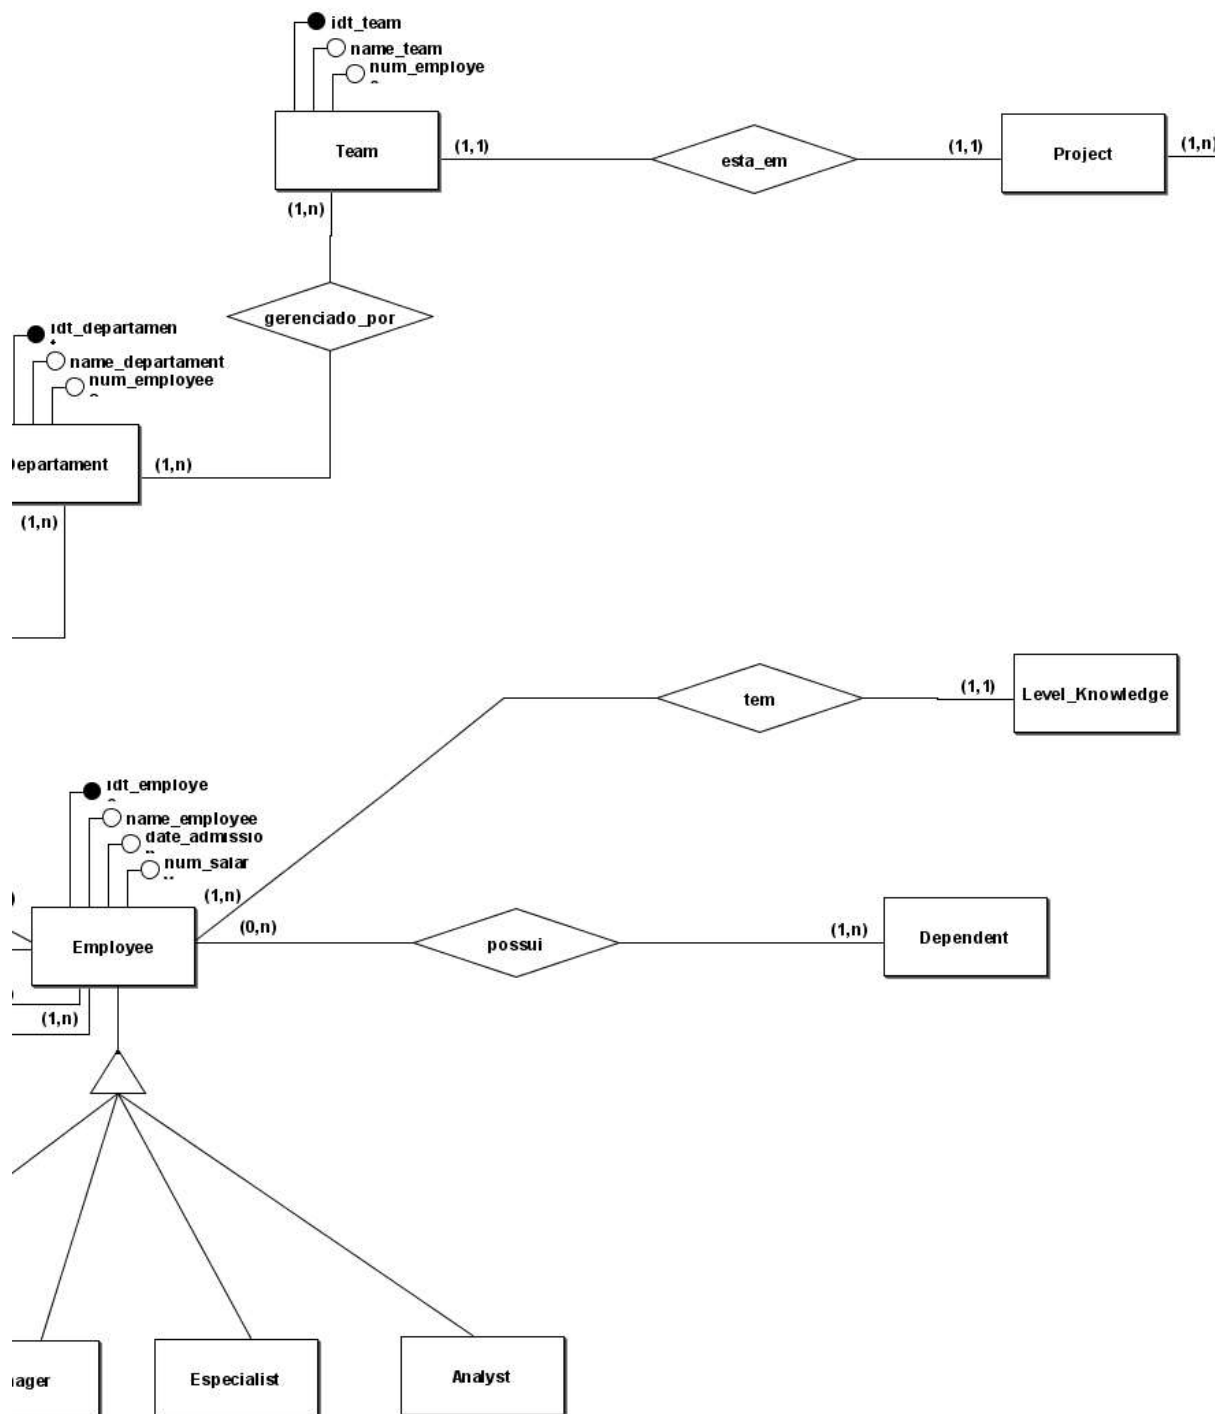 idt_team
name_team
num_employe
Team
(1,1)
esta_em
(1,1)
Project
(1,n)
(1,n)
gerenciado_por
idt_departamen
name_departament
num_employee
epartament
(1,n)
(1,n)
tem
(1,1)
Level_Knowledge
idt_employe
name_employee
date_admissio
num_salar
(1,n)
Employee
(0,n)
possui
(1,n)
Dependent
(1,n)
ager
Especialist
Analyst